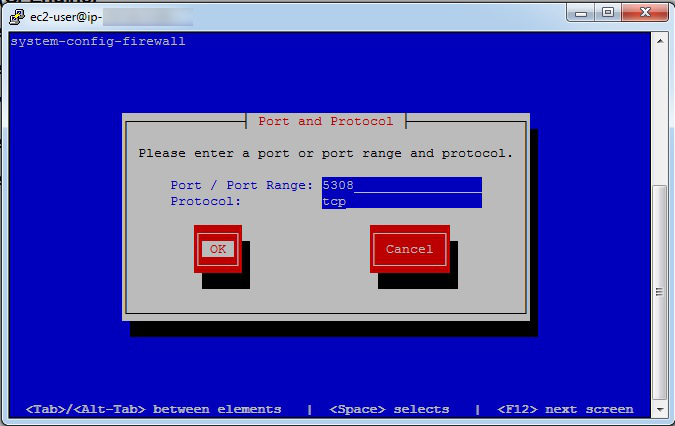 ec2-user@ip-
system-config-firewall
Port and Protocol
Please enter a port or port range and protocol.
Port / Port Range: 5308_________________
Protocol: tcp
OK Cancel
<Tab>/<Alt-Tab> between elements | <Space> selects | <F12> next screen